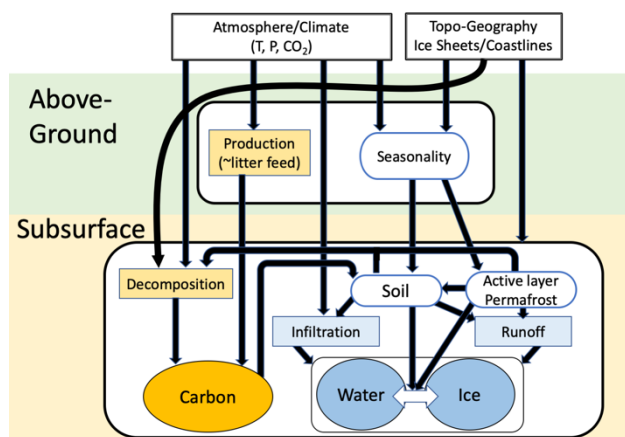 Atmosphere/Climate
(T, P, CO₂)
Topo-Geography
Ice Sheets/Coastlines
Above-
Ground
Production
(~litter feed)
Seasonality
Subsurface
Decomposition
Soil
Active layer
Permafrost
Infiltration
Runoff
Carbon
Water
Ice